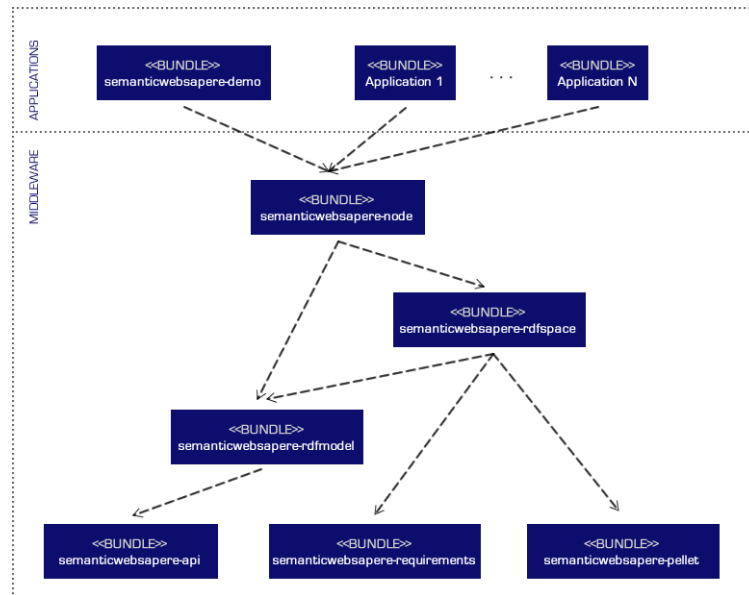 APPLICATIONS
<<BUNDLE>>
semanticwebsapere-demo
<<BUNDLE>>
Application 1
. . .
<<BUNDLE>>
Application N
MIDDLEWARE
<<BUNDLE>>
semanticwebsapere-node
<<BUNDLE>>
semanticwebsapere-rdfspace
<<BUNDLE>>
semanticwebsapere-rdfmodel
<<BUNDLE>>
semanticwebsapere-api
<<BUNDLE>>
semanticwebsapere-requirements
<<BUNDLE>>
semanticwebsapere-pellet